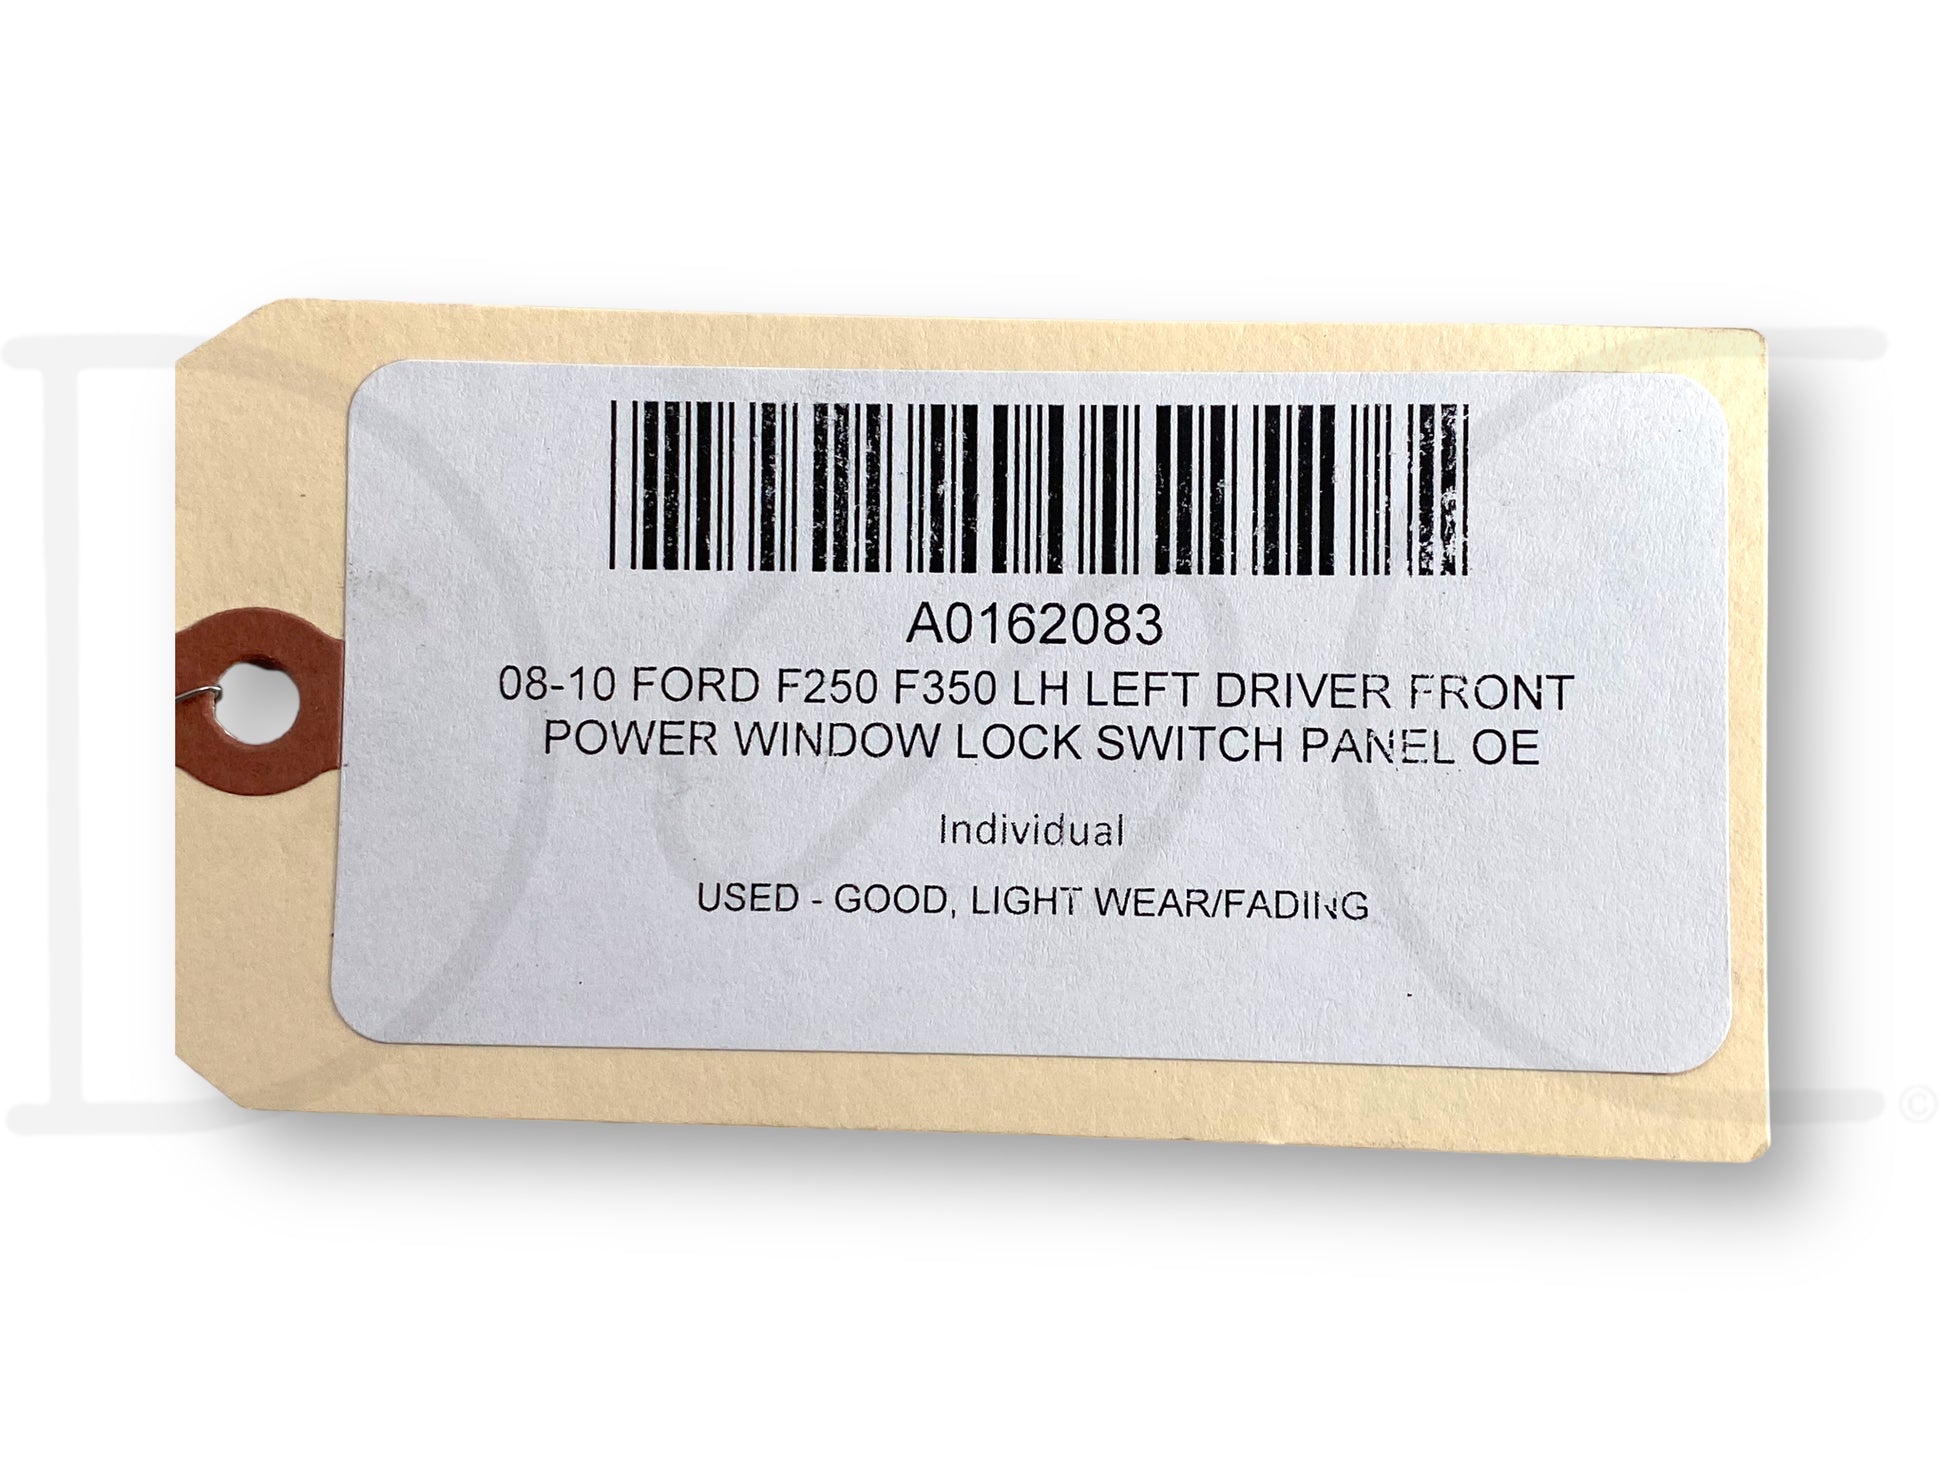 A0162083
08-10 FORD F250 F350 LH LEFT DRIVER FRONT
POWER WINDOW LOCK SWITCH PANEL OE
Individual
USED - GOOD, LIGHT WEAR/FADING
©